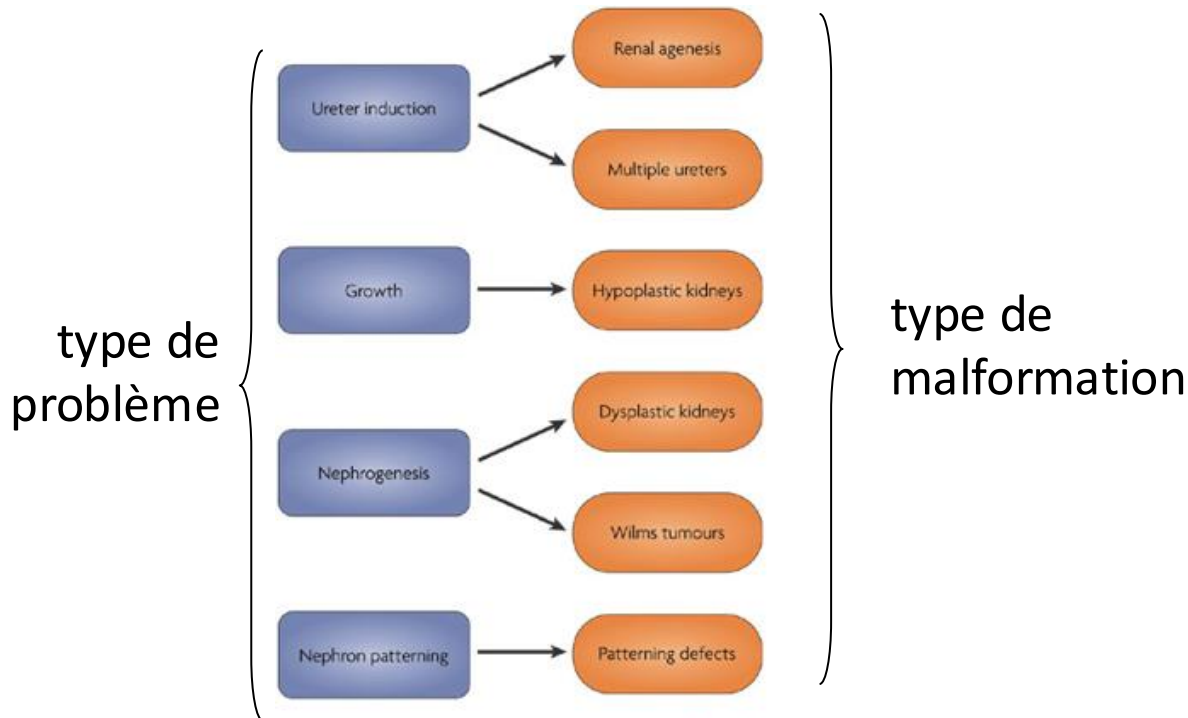 type de
problème
Ureter induction
Renal agenesis
Multiple ureters
Growth
Hypoplastic kidneys
Nephrogenesis
Dysplastic kidneys
Wilms tumours
Nephron patterning
Patterning defects
type de
malformation